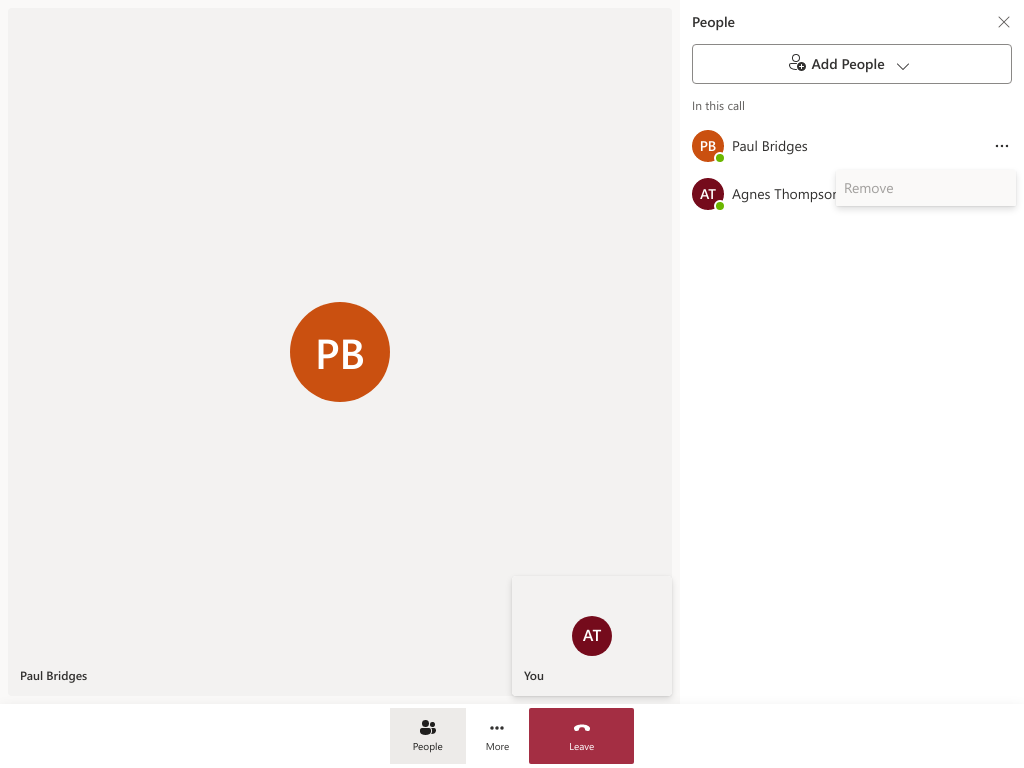 People
Add People
In this call
PB Paul Bridges
Remove
AT Agnes Thompson
PB
AT
Paul Bridges
You
People
More
Leave